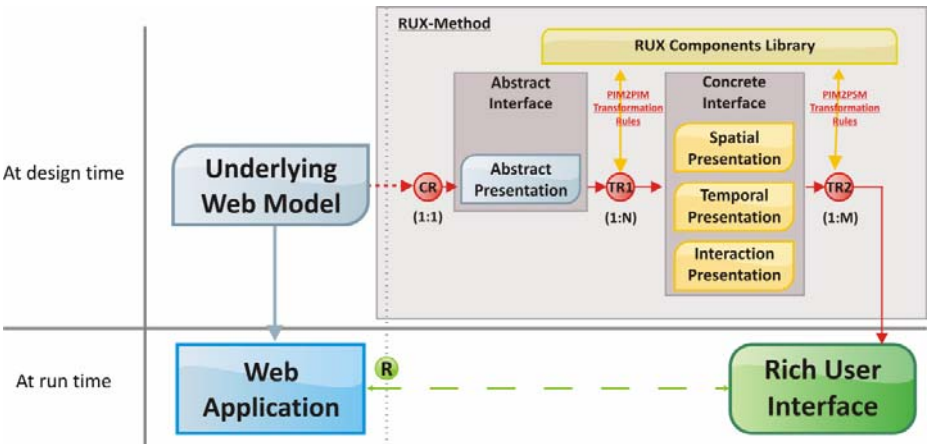 RUX-Method
RUX Components Library
Abstract
Interface
PIM2PIM
Transformation
Rules
Concrete
Interface
PIM2PSM
Transformation
Rules
At design time
Underlying
Web Model
CR
(1:1)
Abstract
Presentation
TR1
(1:N)
Spatial
Presentation
Temporal
Presentation
Interaction
Presentation
TR2
(1:M)
At run time
Web
Application
R
Rich User
Interface